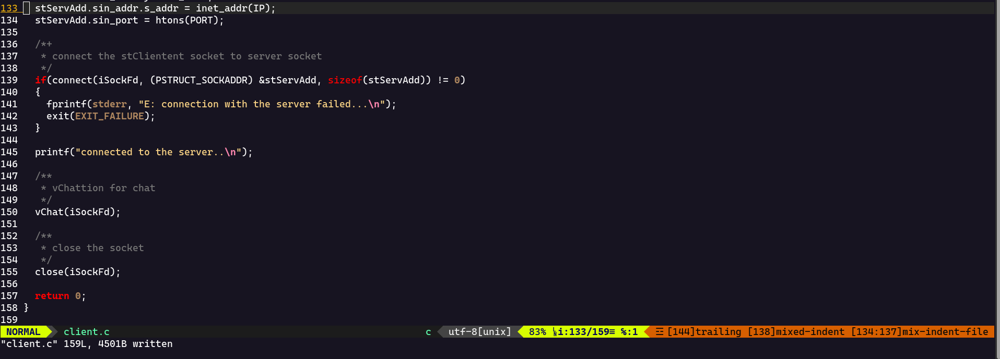 133   stServAdd.sin_addr.s_addr = inet_addr(IP);
134   stServAdd.sin_port = htons(PORT);
135
136   /*+
137    * connect the stClientent socket to server socket
138    */
139   if(connect(iSockFd, (PSTRUCT_SOCKADDR) &stServAdd, sizeof(stServAdd)) != 0)
140   {
141     fprintf(stderr, "E: connection with the server failed...\n");
142     exit(EXIT_FAILURE);
143   }
144
145   printf("connected to the server..\n");
146
147   /**
148    * vChattion for chat
149    */
150   vChat(iSockFd);
151
152   /**
153    * close the socket
154    */
155   close(iSockFd);
156
157   return 0;
158 }
159
NORMAL client.c c utf-8[unix] 83% ㏑:133/159≡ %:1 ☲ [144]trailing [138]mixed-indent [134:137]mix-indent-file
"client.c" 159L, 4501B written